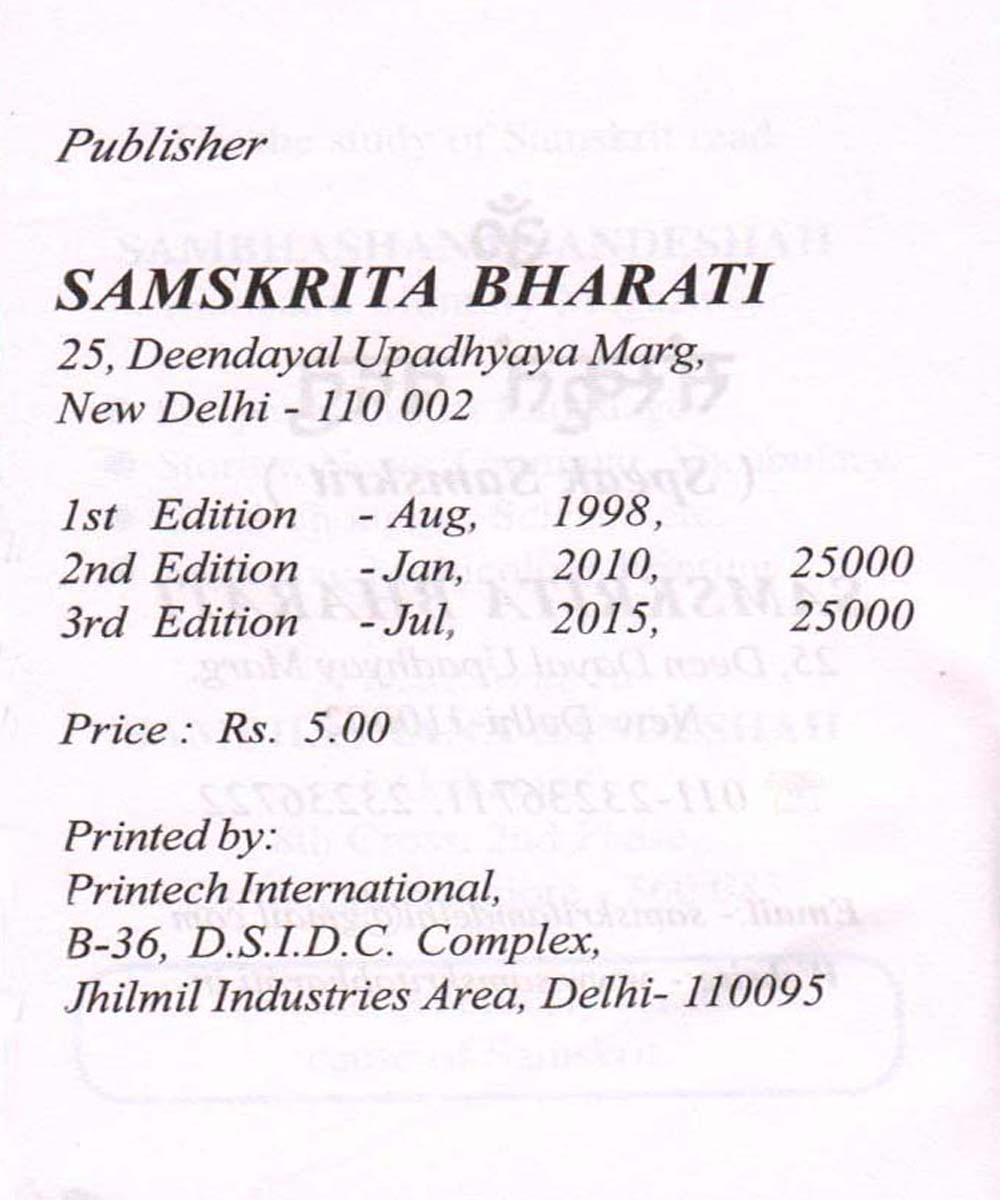 Publisher
SAMSKRITA BHARATI
25, Deendayal Upadhyaya Marg,
New Delhi - 110 002
1st Edition - Aug, 1998,
2nd Edition - Jan, 2010, 25000
3rd Edition - Jul, 2015, 25000
Price : Rs. 5.00
Printed by:
Printech International,
B-36, D.S.I.D.C. Complex,
Jhilmil Industries Area, Delhi- 110095